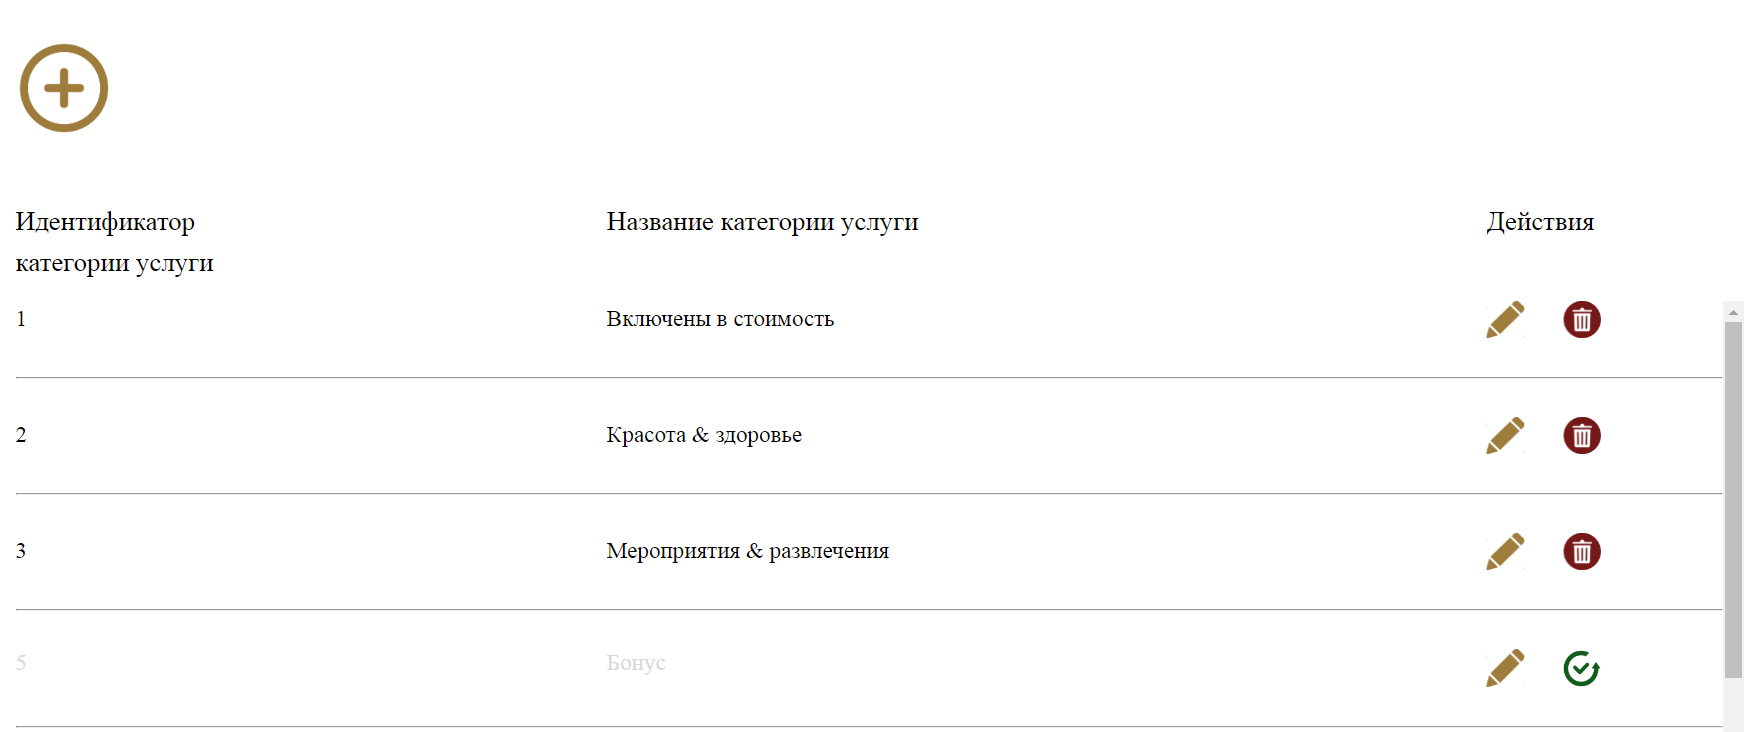 Идентификатор
категории услуги
Название категории услуги
Действия
1
Включены в стоимость
2
Красота & здоровье
3
Мероприятия & развлечения
5
Бонус